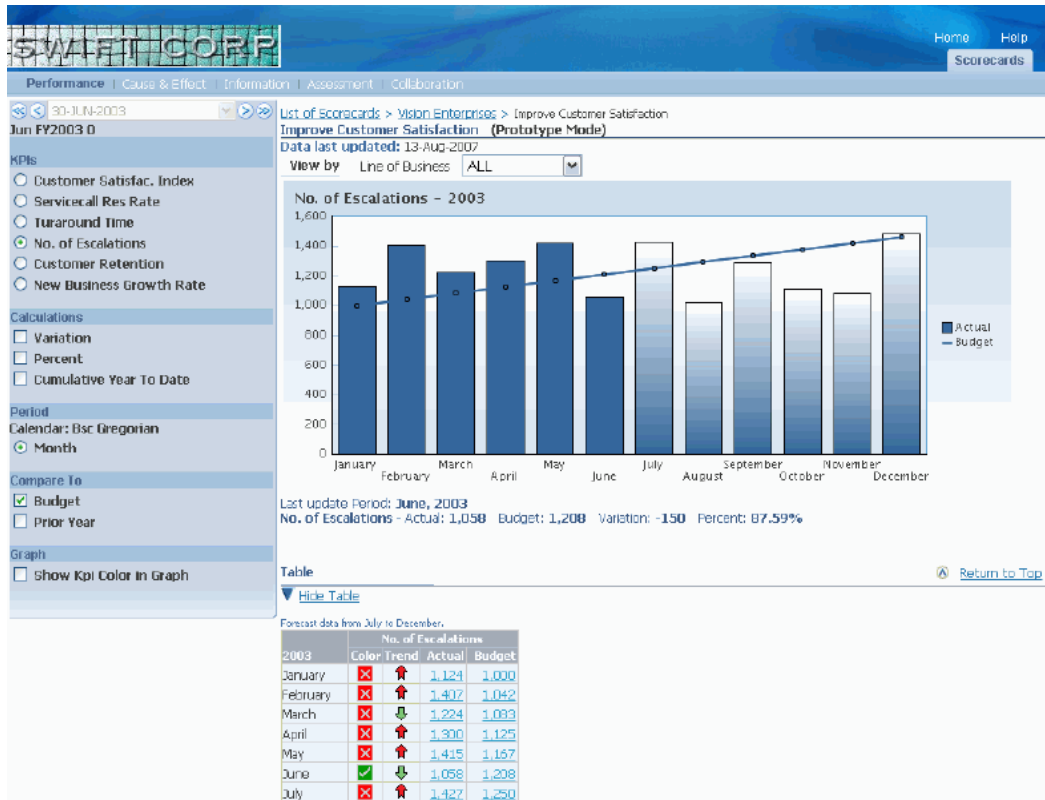 SWIFT CORP
Home Help
Scorecards
Performance | Cause & Effect | Information | Assessment | Collaboration
30-JUN-2003
Jun FY2003 0
KPIs
Customer Satisfac. Index
Servicecall Res Rate
Turaround Time
No. of Escalations
Customer Retention
New Business Growth Rate
Calculations
Variation
Percent
Cumulative Year To Date
Period
Calendar: Bsc Gregorian
Month
Compare To
Budget
Prior Year
Graph
Show Kpi Color in Graph
List of Scorecards > Vision Enterprises > Improve Customer Satisfaction
Improve Customer Satisfaction (Prototype Mode)
Data last updated: 13-Aug-2007
View by Line of Business ALL
No. of Escalations - 2003
1,600
1,400
1,200
1,000
800
600
400
200
0
January February March April May June July August September October November December
Actual
Budget
Last update Period: June, 2003
No. of Escalations - Actual: 1,058 Budget: 1,208 Variation: -150 Percent: 87.59%
Table
Return to Top
Hide Table
Forecast data from July to December.
No. of Escalations
2003 Color Trend Actual Budget
January 1,124 1,000
February 1,407 1,042
March 1,224 1,083
April 1,300 1,125
May 1,415 1,167
June 1,058 1,208
July 1,427 1,250